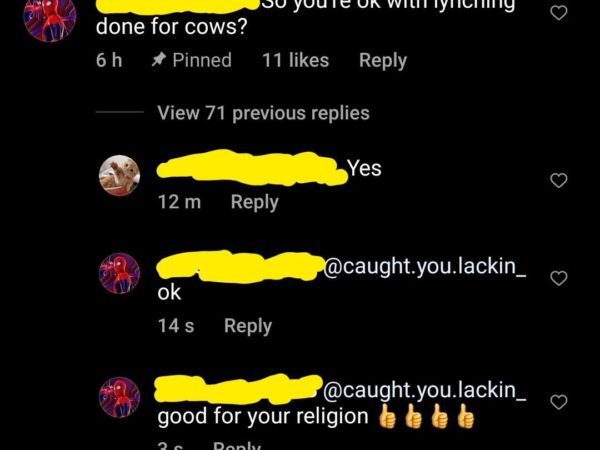 So you're ok with lynching
done for cows?
6 h Pinned 11 likes Reply
View 71 previous replies
Yes
12 m Reply
@caught.you.lackin_
ok
14 s Reply
@caught.you.lackin_
good for your religion 👍👍👍👍
3 s Reply